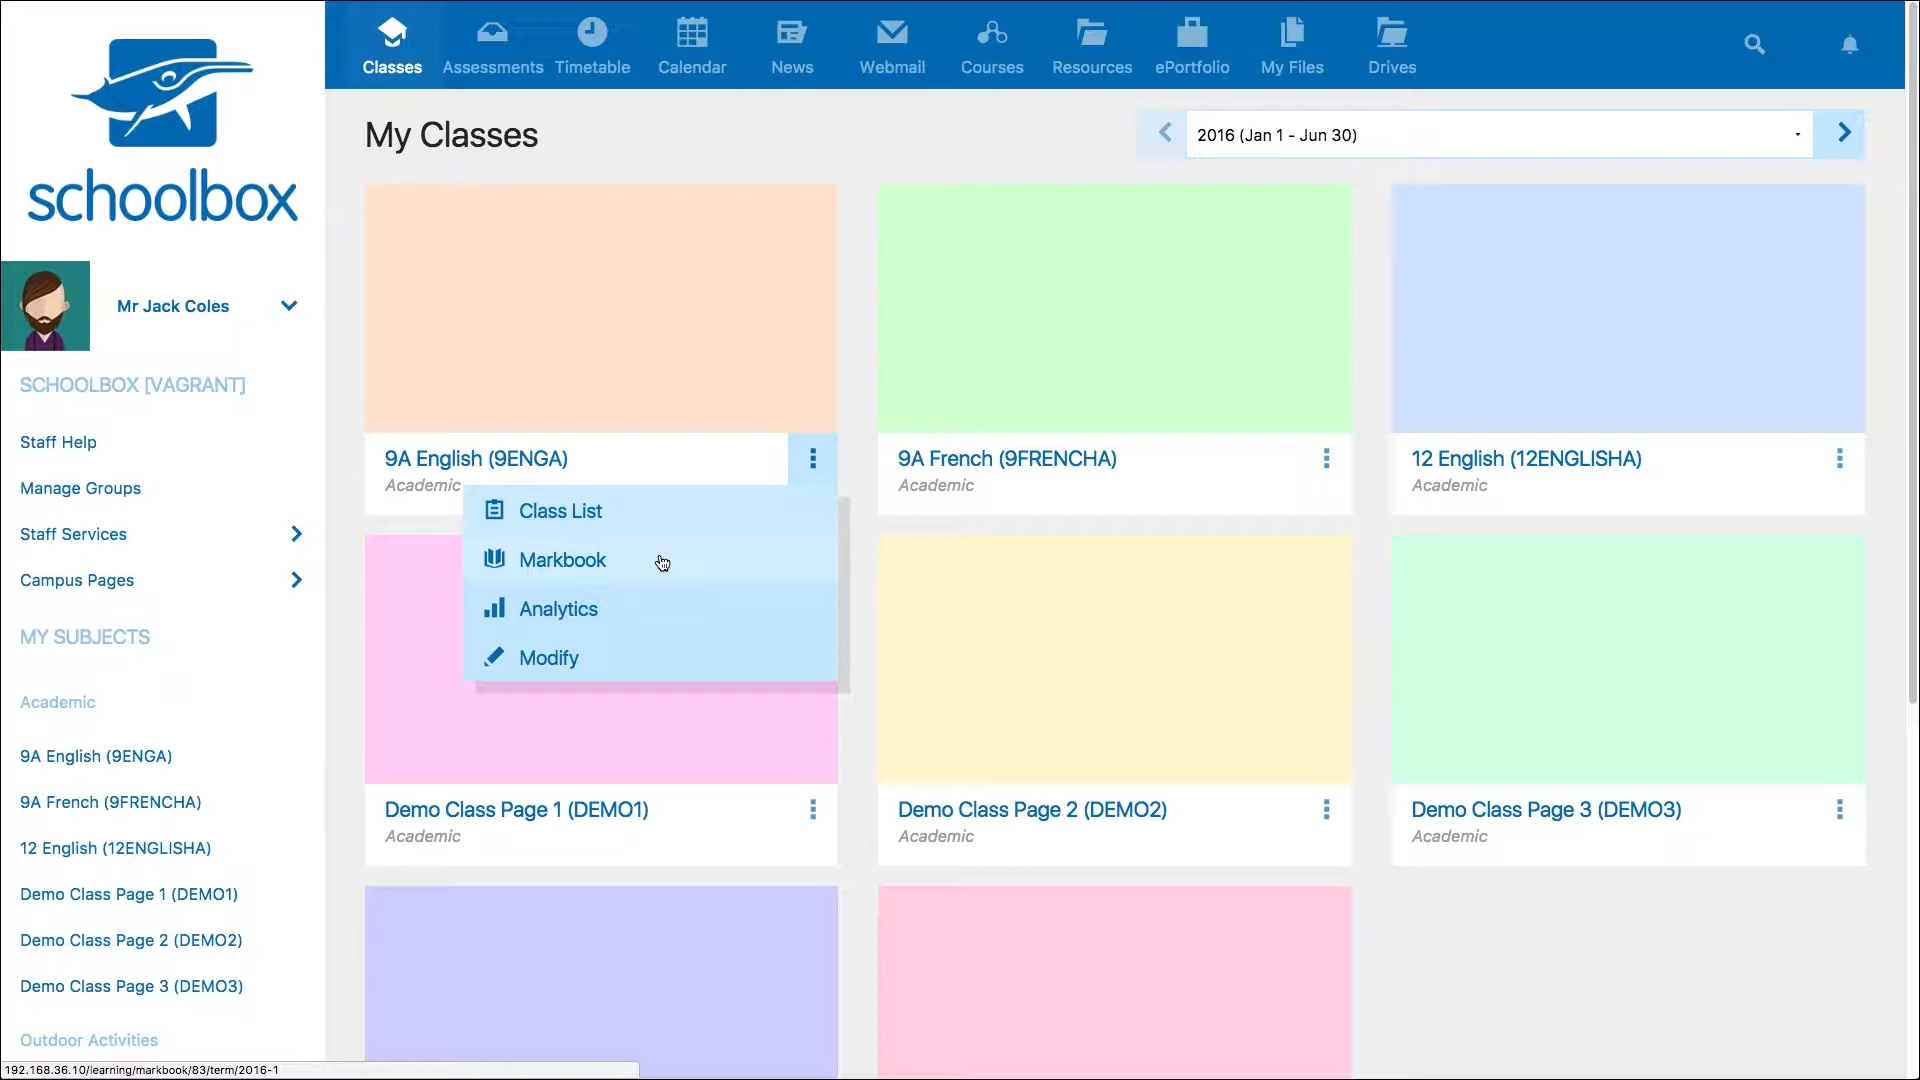 schoolbox
Mr Jack Coles
SCHOOLBOX [VAGRANT]
Staff Help
Manage Groups
Staff Services
Campus Pages
MY SUBJECTS
Academic
9A English (9ENGA)
9A French (9FRENCHA)
12 English (12ENGLISHA)
Demo Class Page 1 (DEMO1)
Demo Class Page 2 (DEMO2)
Demo Class Page 3 (DEMO3)
Outdoor Activities
192.168.36.10/learning/markbook/83/term/2016-1
Classes Assessments Timetable Calendar News Webmail Courses Resources ePortfolio My Files Drives
My Classes
2016 (Jan 1 - Jun 30)
9A English (9ENGA)
Academic
Class List
Markbook
Analytics
Modify
9A French (9FRENCHA)
Academic
12 English (12ENGLISHA)
Academic
Demo Class Page 1 (DEMO1)
Academic
Demo Class Page 2 (DEMO2)
Academic
Demo Class Page 3 (DEMO3)
Academic